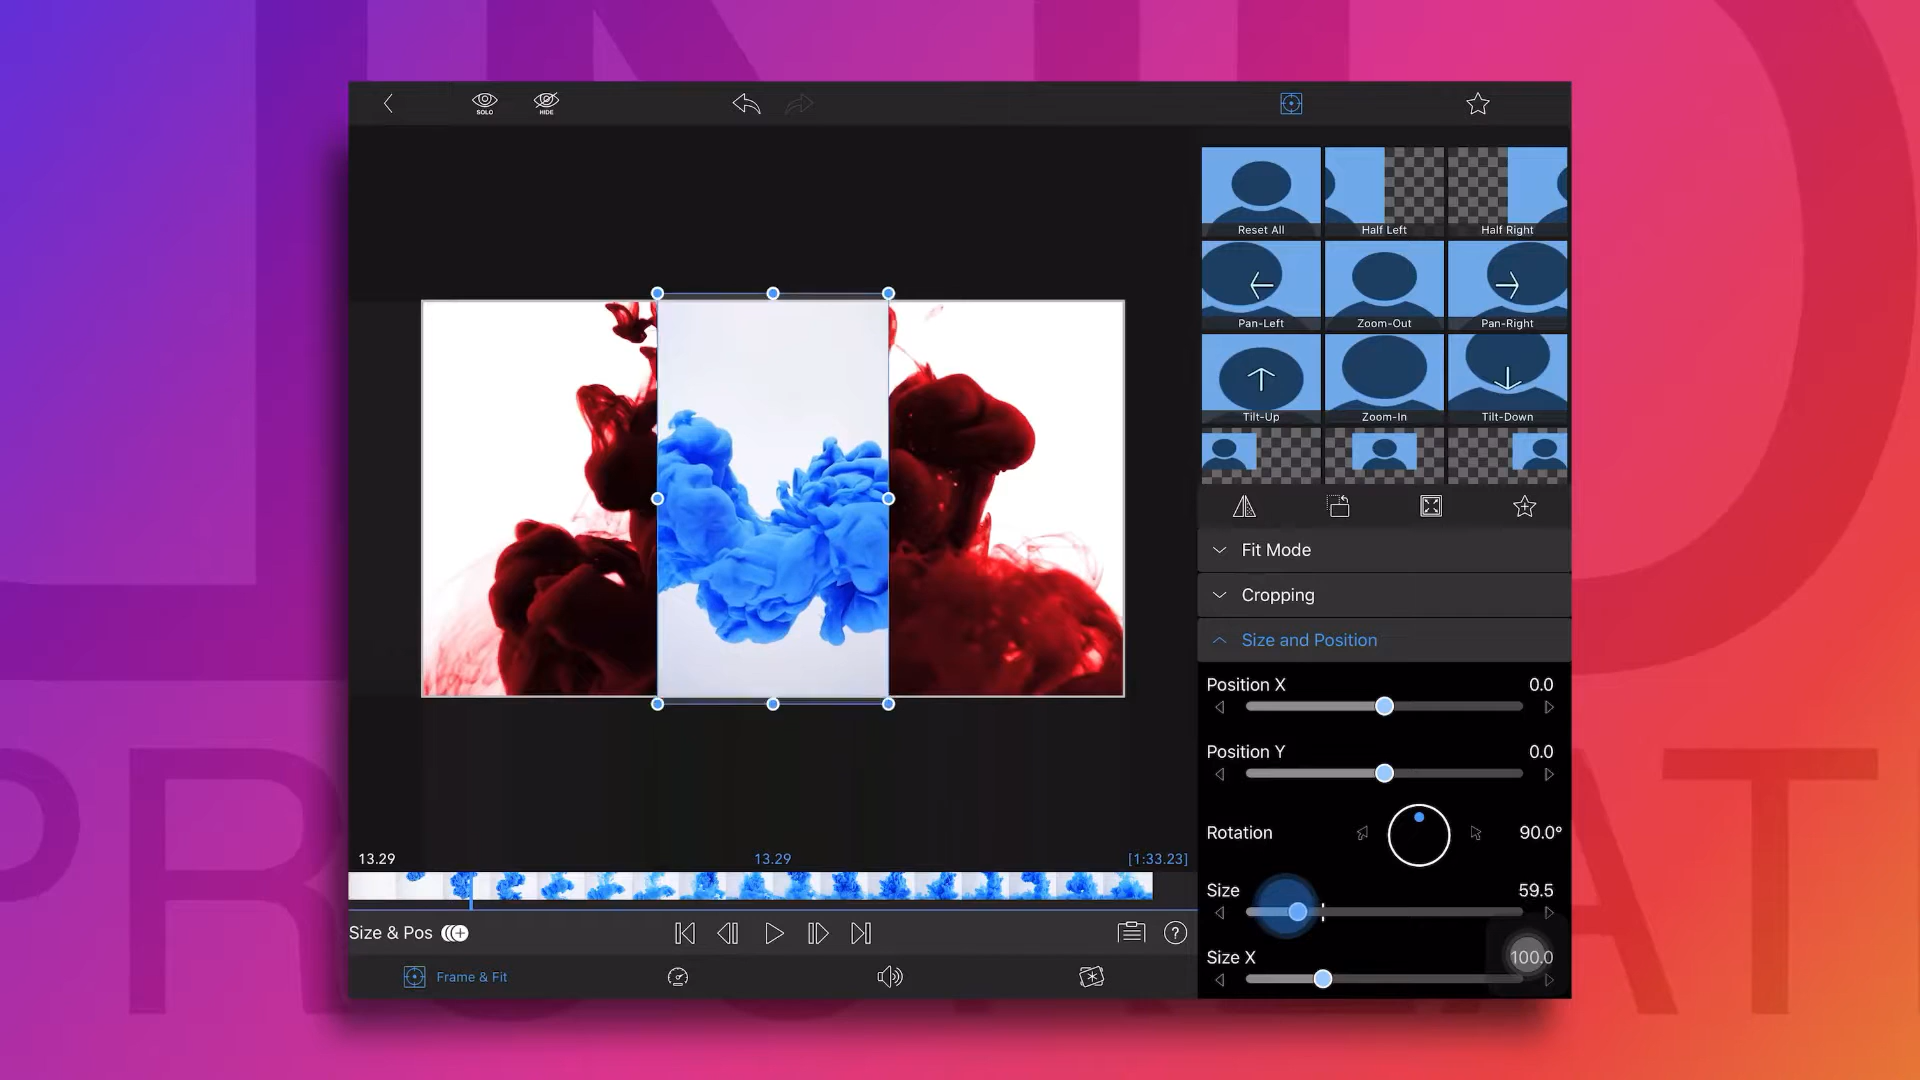 SOLO
HIDE
Reset All
Half Left
Half Right
Pan-Left
Zoom-Out
Pan-Right
Tilt-Up
Zoom-In
Tilt-Down
Fit Mode
Cropping
Size and Position
Position X
0.0
Position Y
0.0
Rotation
90.0°
13.29
13.29
[1:33.23]
Size
59.5
Size & Pos
Size X
100.0
Frame & Fit